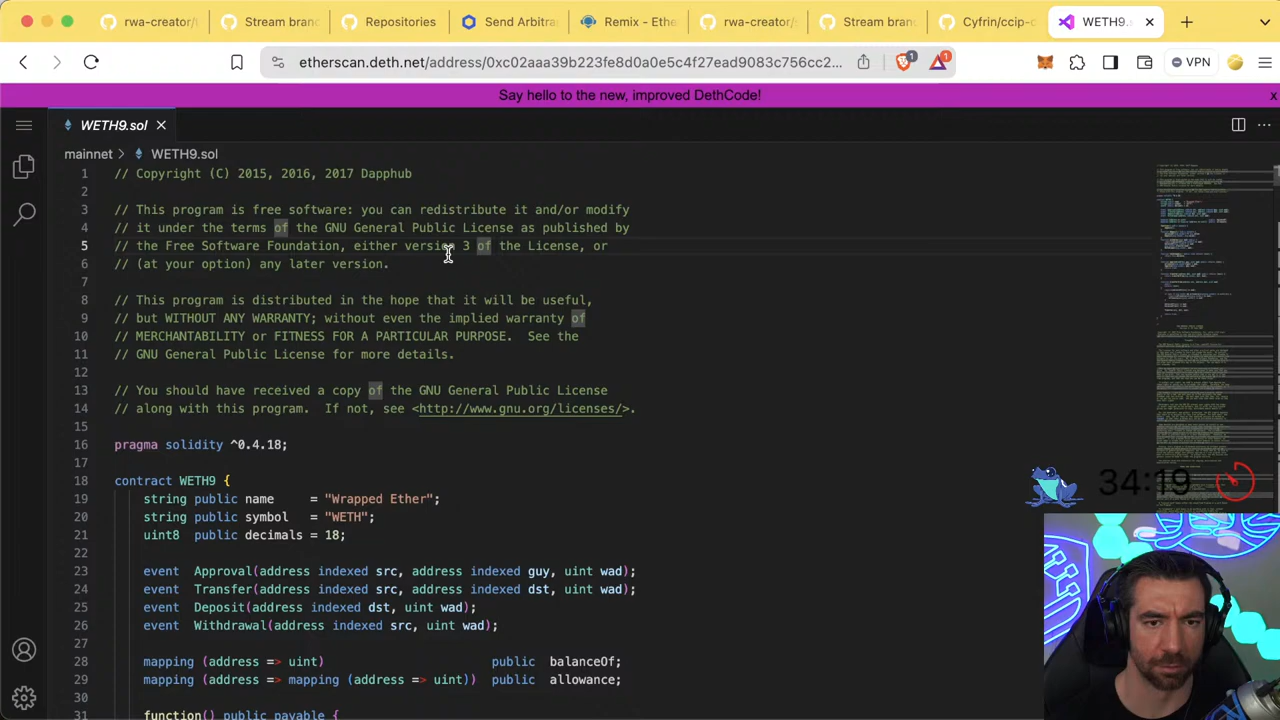 rwa-creator/
Stream bran
Repositories
Send Arbitra
Remix - Ethe
rwa-creator/
Stream bran
Cyfrin/ccip-c
WETH9.
etherscan.deth.net/address/0xc02aaa39b223fe8d0a0e5c4f27ead9083c756cc2...
1
1
VPN
Say hello to the new, improved DethCode!
x
WETH9.sol
mainnet > WETH9.sol
1 // Copyright (C) 2015, 2016, 2017 Dapphub
2
3 // This program is free software: you can redistribute it and/or modify
4 // it under the terms of the GNU General Public License as published by
5 // the Free Software Foundation, either version 3 of the License, or
6 // (at your option) any later version.
7
8 // This program is distributed in the hope that it will be useful,
9 // but WITHOUT ANY WARRANTY; without even the implied warranty of
10 // MERCHANTABILITY or FITNESS FOR A PARTICULAR PURPOSE.  See the
11 // GNU General Public License for more details.
12
13 // You should have received a copy of the GNU General Public License
14 // along with this program.  If not, see <http://www.gnu.org/licenses/>.
15
16 pragma solidity ^0.4.18;
17
18 contract WETH9 {
19 string public name     = "Wrapped Ether";
20 string public symbol   = "WETH";
21 uint8  public decimals = 18;
22
23 event  Approval(address indexed src, address indexed guy, uint wad);
24 event  Transfer(address indexed src, address indexed dst, uint wad);
25 event  Deposit(address indexed dst, uint wad);
26 event  Withdrawal(address indexed src, uint wad);
27
28 mapping (address => uint)                       public  balanceOf;
29 mapping (address => mapping (address => uint))  public  allowance;
30
31 function() public payable {
34:19